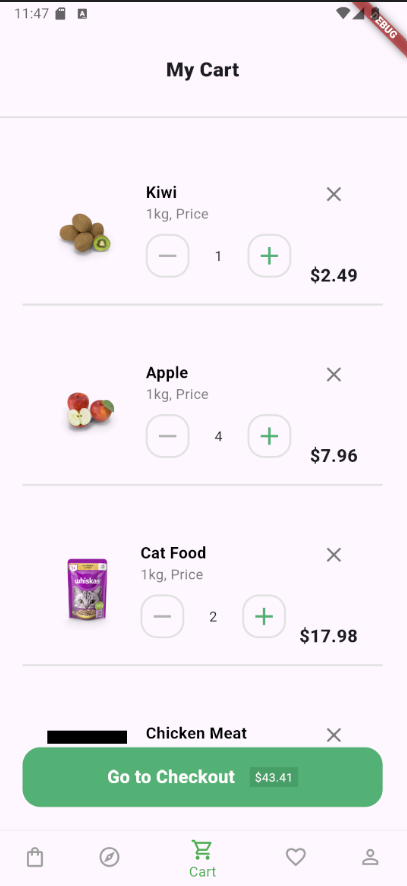 11:47
DEBUG
My Cart
Kiwi
1kg, Price
1
$2.49
Apple
1kg, Price
4
$7.96
Cat Food
1kg, Price
whiskas
2
$17.98
Chicken Meat
Go to Checkout $43.41
Cart